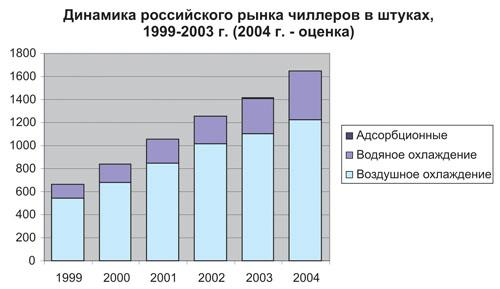 Динамика российского рынка чиллеров в штуках,
1999-2003 г. (2004 г. - оценка)
1800
1600
1400
1200
1000
800
600
400
200
0
1999 2000 2001 2002 2003 2004
Адсорбционные
Водяное охлаждение
Воздушное охлаждение